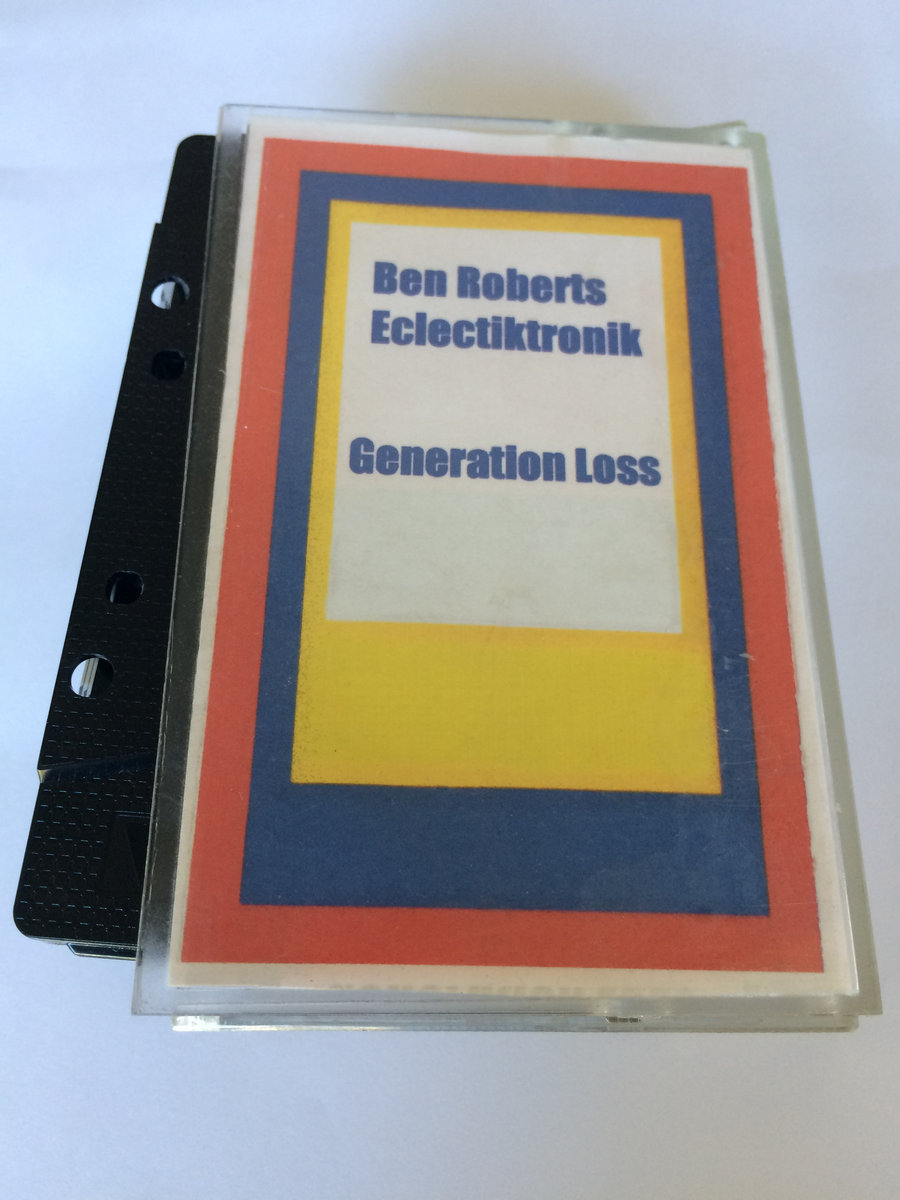 Ben Roberts
Eclectiktronik
Generation Loss